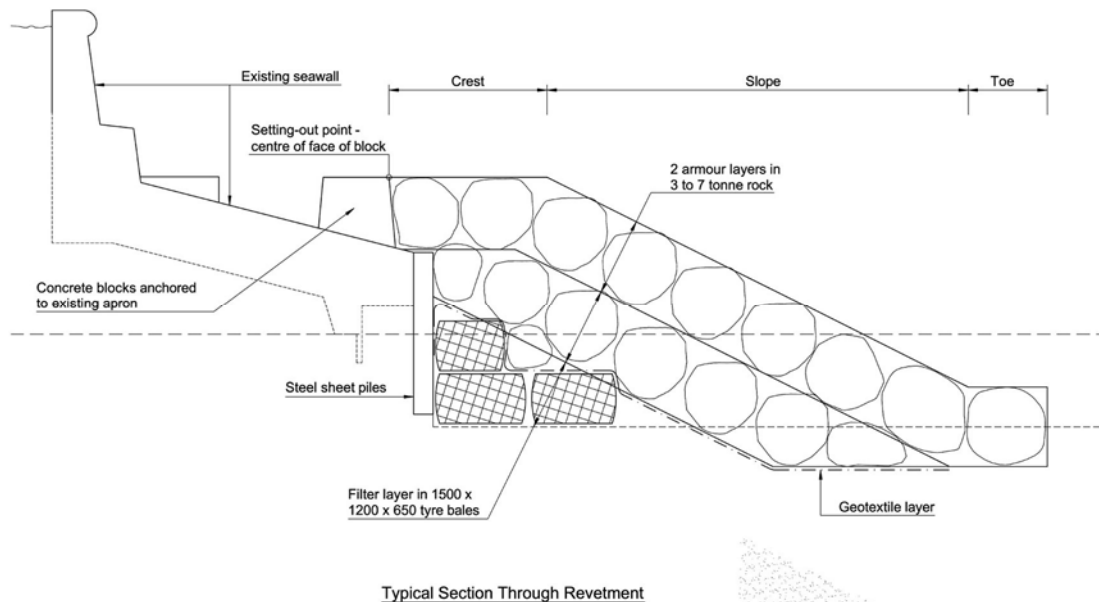 Existing seawall
Crest
Slope
Toe
Setting-out point -
centre of face of block
2 armour layers in
3 to 7 tonne rock
Concrete blocks anchored
to existing apron
Steel sheet piles
Filter layer in 1500 x
1200 x 650 tyre bales
Geotextile layer
Typical Section Through Revetment